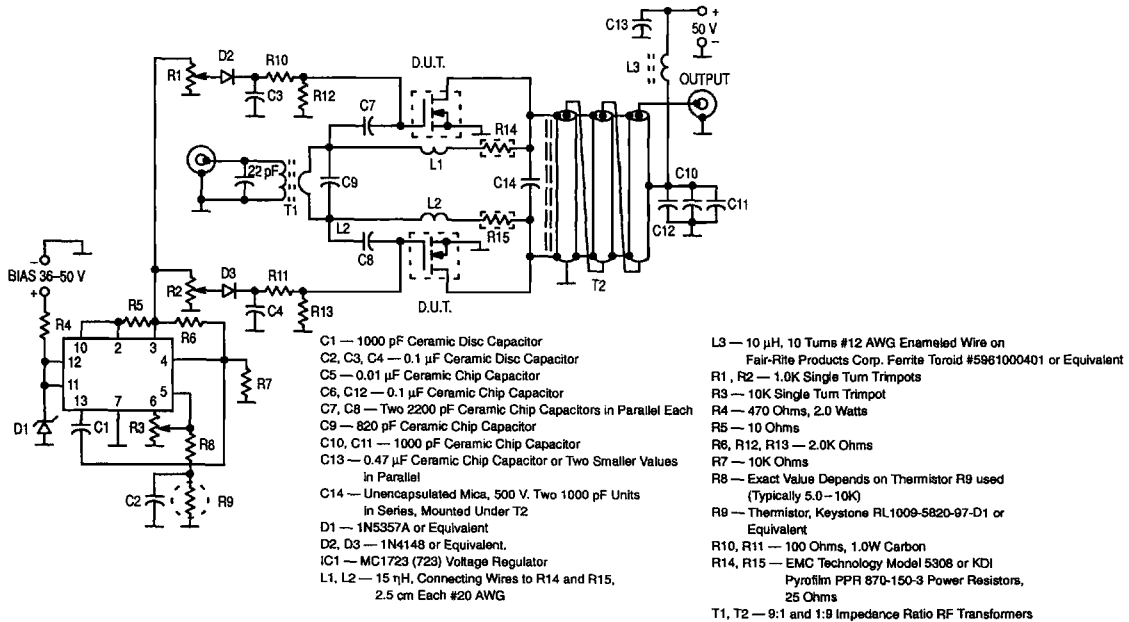 C13
+
50 V
–
D2
R10
D.U.T.
L3
OUTPUT
R1
C3
R12
C7
R14
22 pF
L1
C9
C14
C10
T1
L2
C11
L2
R15
C12
C8
–
BIAS 36–50 V
+
D3
R11
T2
R2
D.U.T.
R5
C4
R13
R4
R6
10
2
3
12
4
11
5
R7
13
7
6
D1
C1
R3
R8
C2
R9
C1 — 1000 pF Ceramic Disc Capacitor
C2, C3, C4 — 0.1 µF Ceramic Disc Capacitor
C5 — 0.01 µF Ceramic Chip Capacitor
C6, C12 — 0.1 µF Ceramic Chip Capacitor
C7, C8 — Two 2200 pF Ceramic Chip Capacitors in Parallel Each
C9 — 820 pF Ceramic Chip Capacitor
C10, C11 — 1000 pF Ceramic Chip Capacitor
C13 — 0.47 µF Ceramic Chip Capacitor or Two Smaller Values
in Parallel
C14 — Unencapsulated Mica, 500 V. Two 1000 pF Units
in Series, Mounted Under T2
D1 — 1N5357A or Equivalent
D2, D3 — 1N4148 or Equivalent.
IC1 — MC1723 (723) Voltage Regulator
L1, L2 — 15 ηH, Connecting Wires to R14 and R15,
2.5 cm Each #20 AWG
L3 — 10 µH, 10 Turns #12 AWG Enameled Wire on
Fair-Rite Products Corp. Ferrite Toroid #5961000401 or Equivalent
R1, R2 — 1.0K Single Turn Trimpots
R3 — 10K Single Turn Trimpot
R4 — 470 Ohms, 2.0 Watts
R5 — 10 Ohms
R6, R12, R13 — 2.0K Ohms
R7 — 10K Ohms
R8 — Exact Value Depends on Thermistor R9 used
(Typically 5.0 – 10K)
R9 — Thermistor, Keystone RL1009-5820-97-D1 or
Equivalent
R10, R11 — 100 Ohms, 1.0W Carbon
R14, R15 — EMC Technology Model 5308 or KDI
Pyrofilm PPR 870-150-3 Power Resistors,
25 Ohms
T1, T2 — 9:1 and 1:9 Impedance Ratio RF Transformers